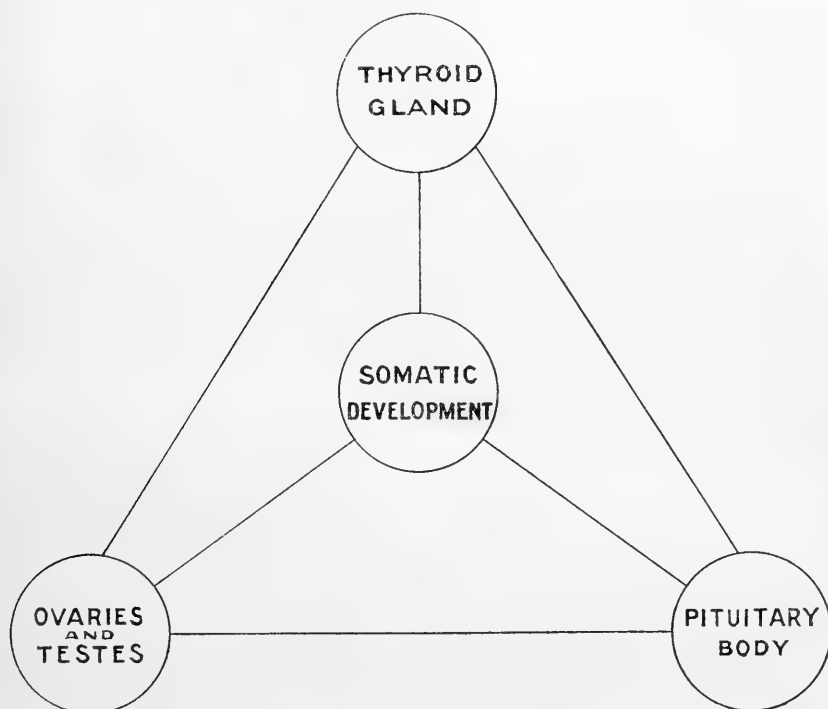 THYROID
GLAND
SOMATIC
DEVELOPMENT
OVARIES
AND
TESTES
PITUITARY
BODY